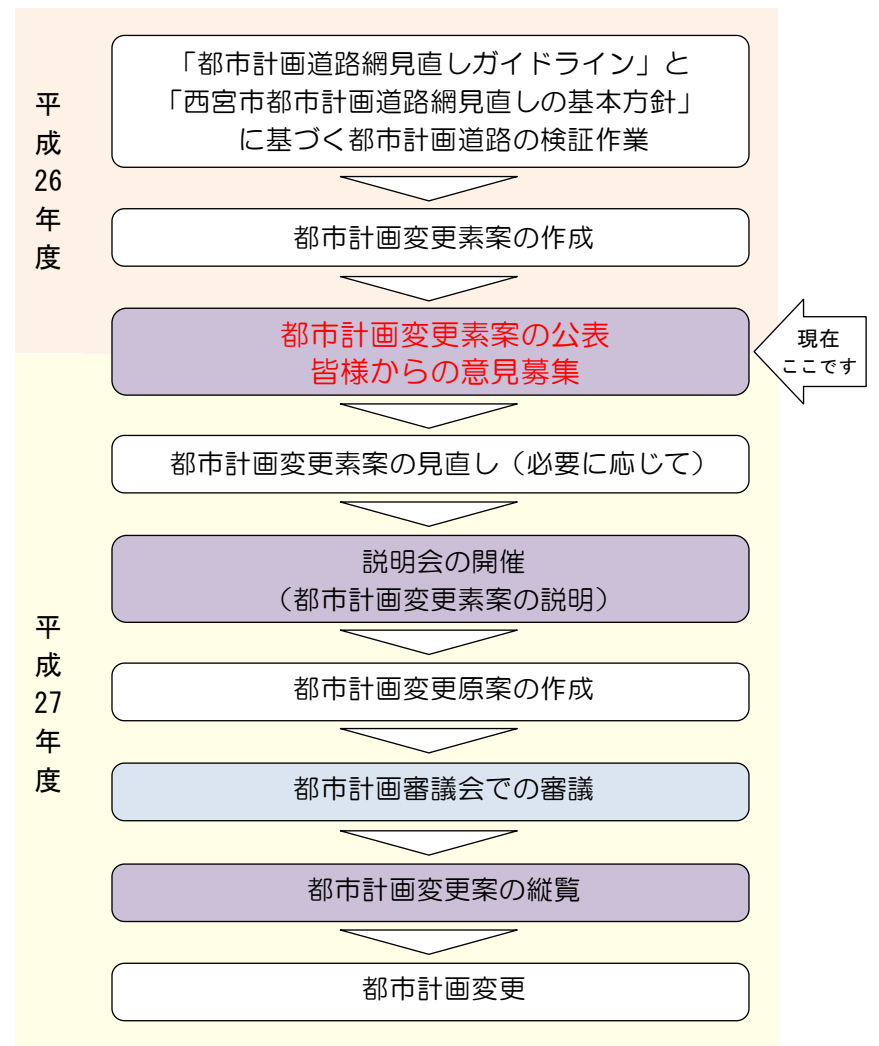 平成26年度
「都市計画道路網見直しガイドライン」と
「西宮市都市計画道路網見直しの基本方針」
に基づく都市計画道路の検証作業
都市計画変更素案の作成
都市計画変更素案の公表
皆様からの意見募集
現在
ここです
平成27年度
都市計画変更素案の見直し（必要に応じて）
説明会の開催
（都市計画変更素案の説明）
都市計画変更原案の作成
都市計画審議会での審議
都市計画変更案の縦覧
都市計画変更